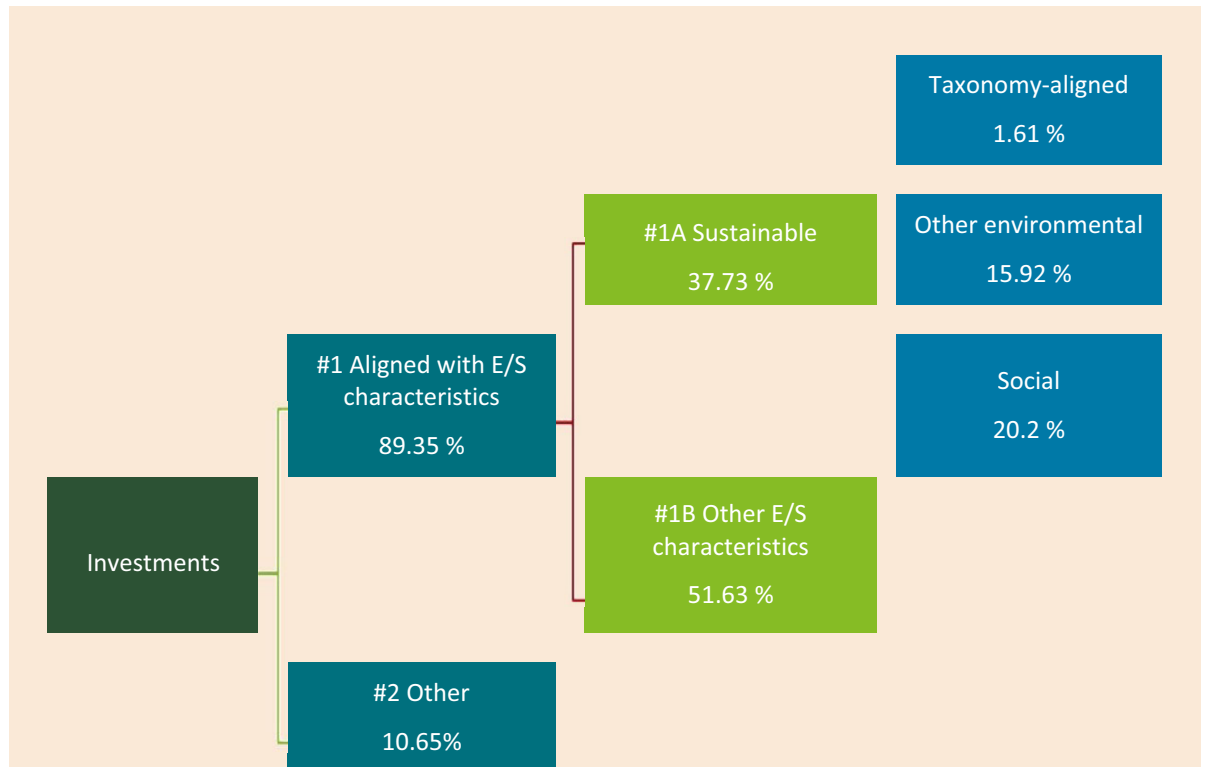 Taxonomy-aligned
1.61 %
#1A Sustainable
37.73 %
Other environmental
15.92 %
#1 Aligned with E/S
characteristics
89.35 %
Social
20.2 %
Investments
#1B Other E/S
characteristics
51.63 %
#2 Other
10.65%